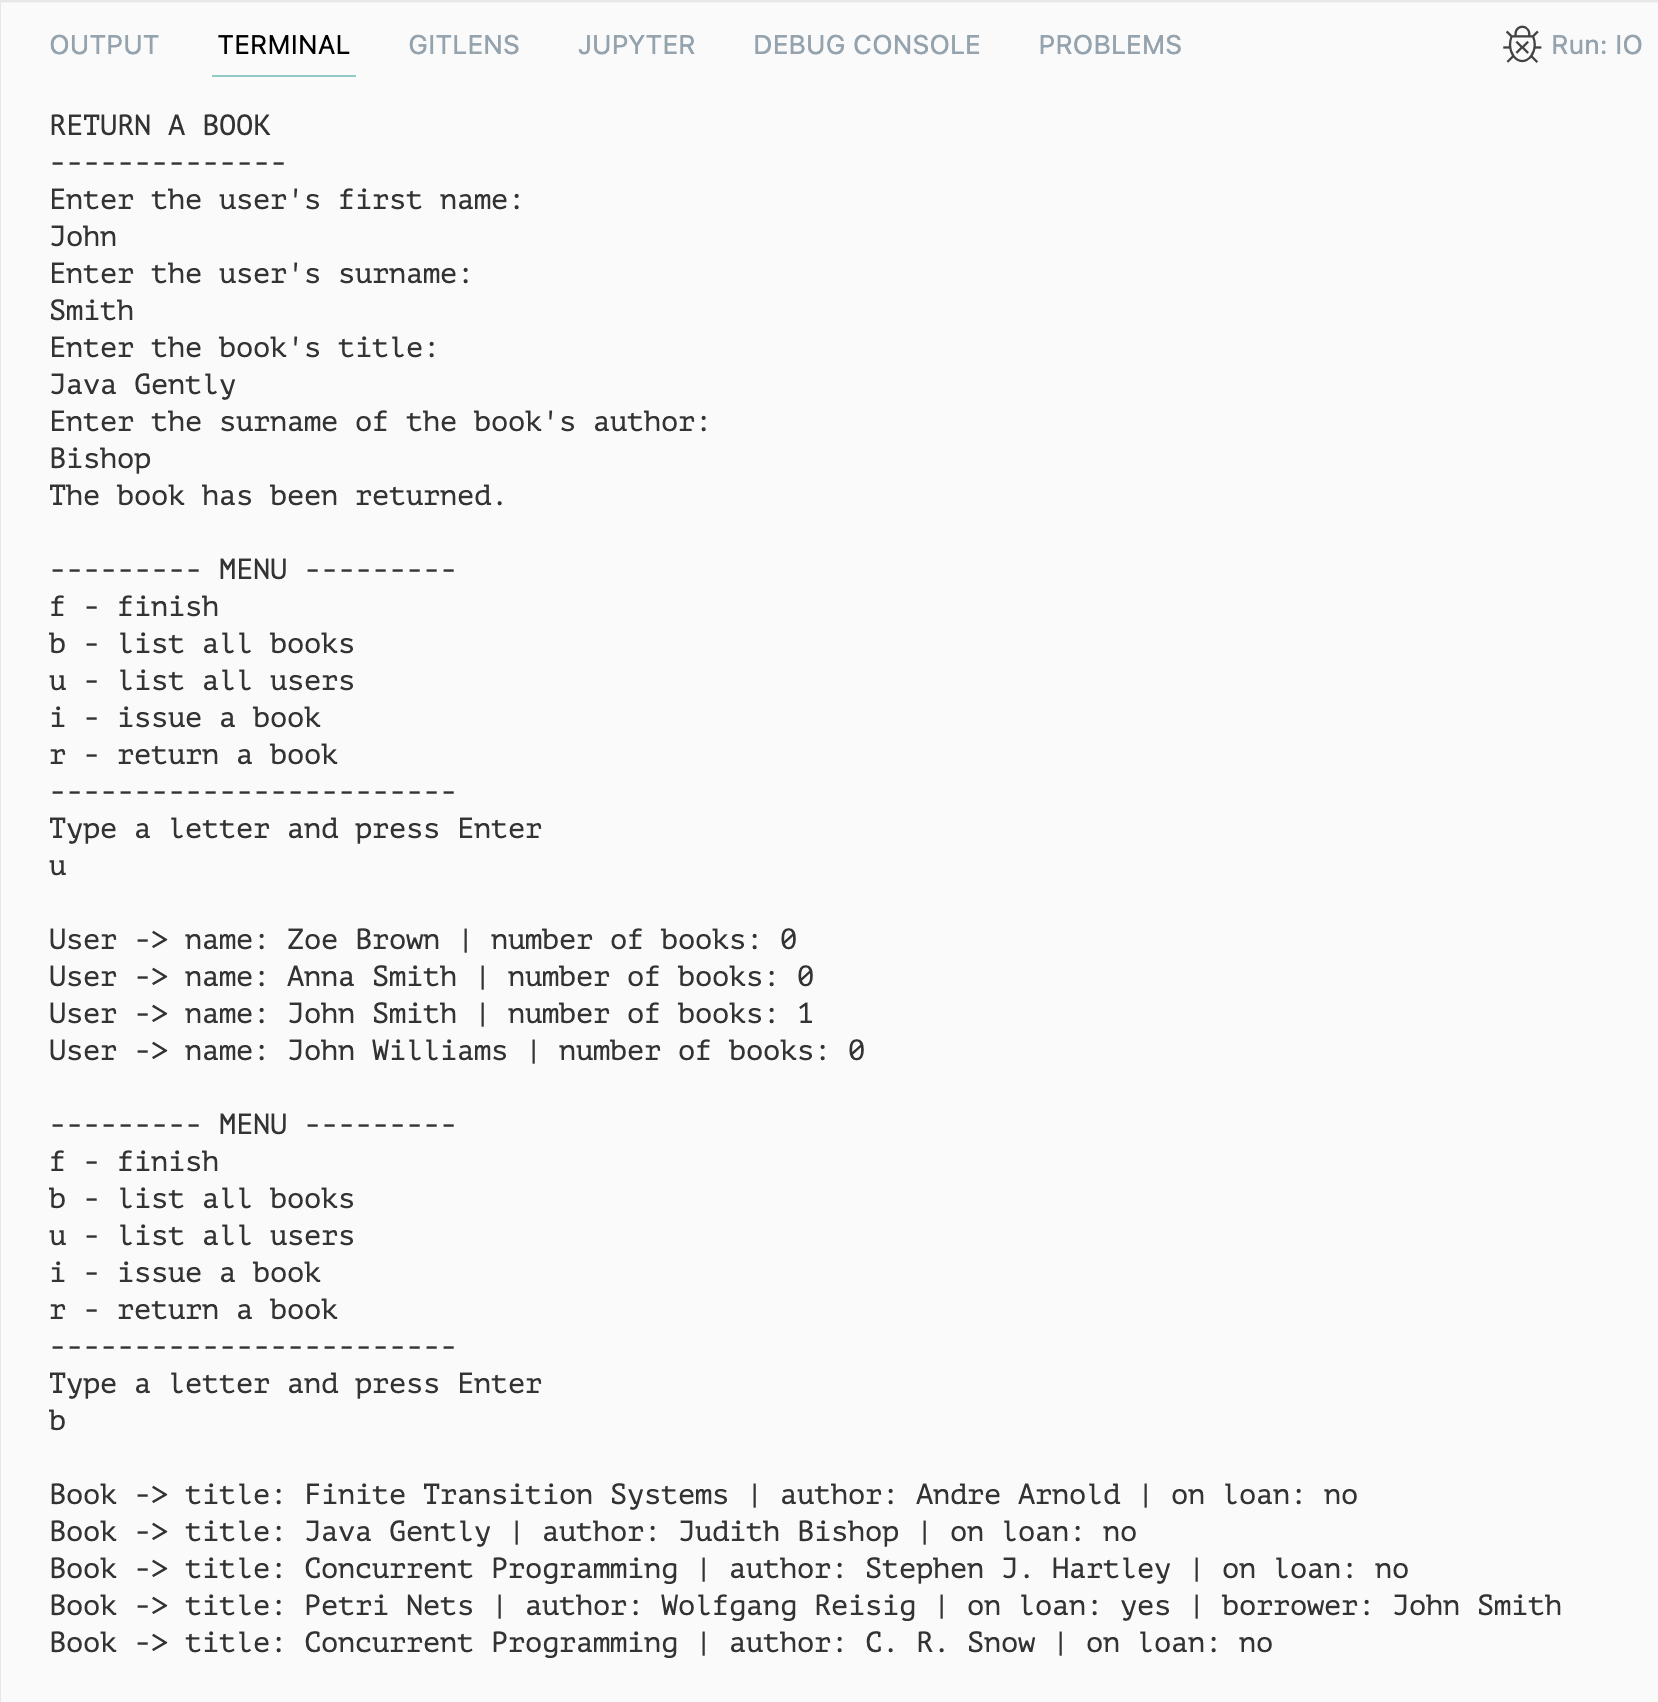 OUTPUT TERMINAL GITLENS JUPYTER DEBUG CONSOLE PROBLEMS Run: IO
RETURN A BOOK
--------------
Enter the user's first name:
John
Enter the user's surname:
Smith
Enter the book's title:
Java Gently
Enter the surname of the book's author:
Bishop
The book has been returned.
--------- MENU ---------
f - finish
b - list all books
u - list all users
i - issue a book
r - return a book
------------------------
Type a letter and press Enter
u
User -> name: Zoe Brown | number of books: 0
User -> name: Anna Smith | number of books: 0
User -> name: John Smith | number of books: 1
User -> name: John Williams | number of books: 0
--------- MENU ---------
f - finish
b - list all books
u - list all users
i - issue a book
r - return a book
------------------------
Type a letter and press Enter
b
Book -> title: Finite Transition Systems | author: Andre Arnold | on loan: no
Book -> title: Java Gently | author: Judith Bishop | on loan: no
Book -> title: Concurrent Programming | author: Stephen J. Hartley | on loan: no
Book -> title: Petri Nets | author: Wolfgang Reisig | on loan: yes | borrower: John Smith
Book -> title: Concurrent Programming | author: C. R. Snow | on loan: no